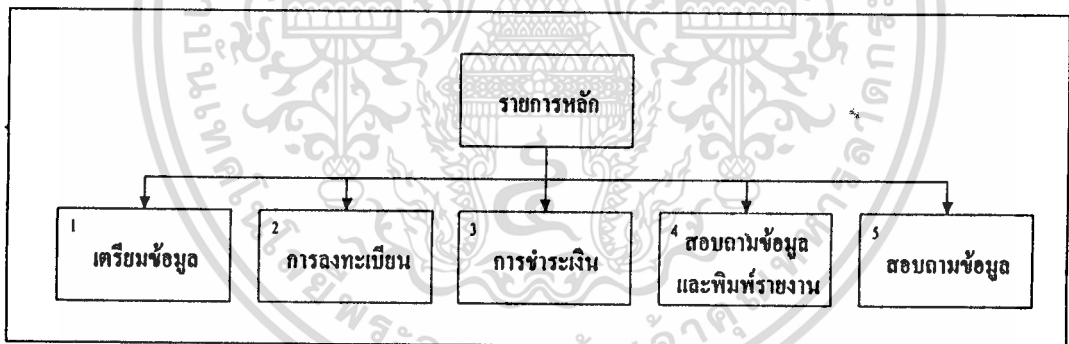 รายการหลัก
1
เตรียมข้อมูล
2
การลงทะเบียน
3
การชำระเงิน
4
สอบถามข้อมูล
และพิมพ์รายงาน
5
สอบถามข้อมูล